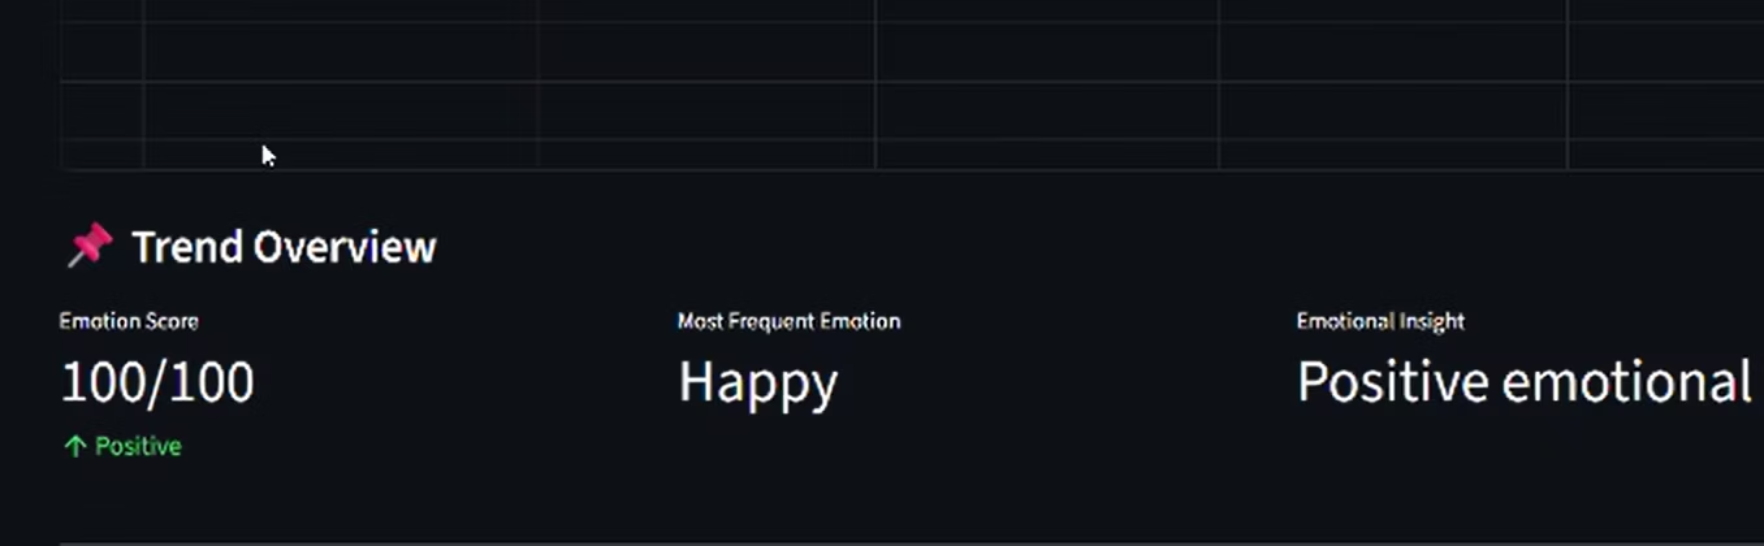 Trend Overview
Emotion Score
Most Frequent Emotion
Emotional Insight
100/100
Happy
Positive emotional
↑ Positive